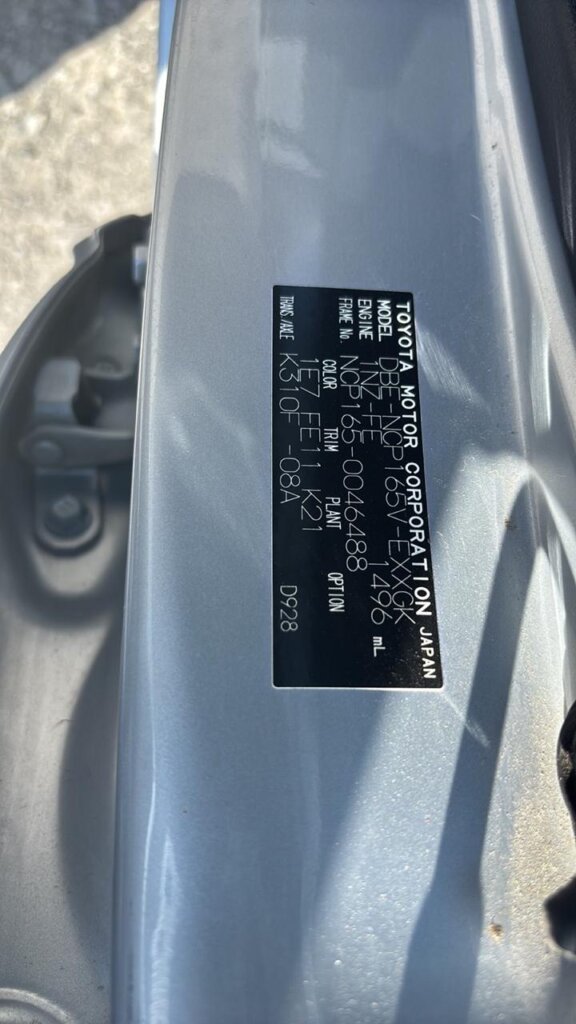 TOYOTA MOTOR CORPORATION JAPAN
MODEL DBE-NCP165V-EXXGK
ENGINE 1NZ-FE 1496 mL
FRAME No. NCP165-0046488
COLOR TRIM PLANT OPTION
1E7 FE11 K21
TRANS./AXLE K310F -08A D928